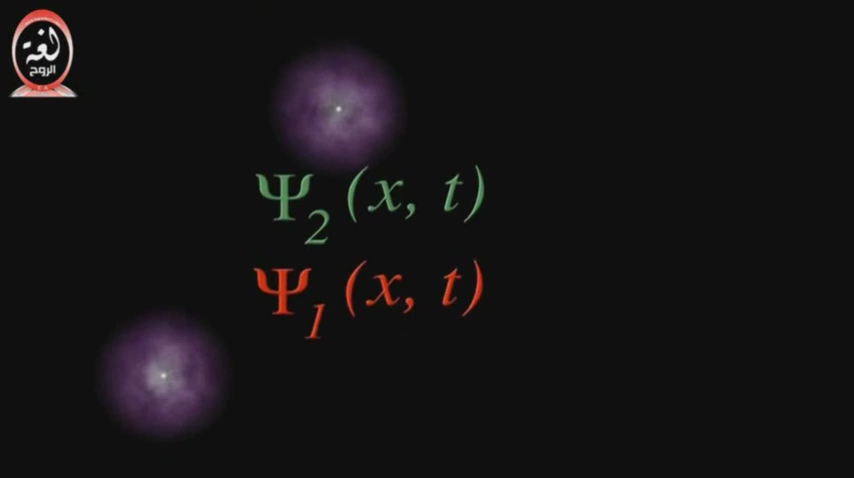 لغة
الروح
Ψ₂ (x, t)
Ψ₁ (x, t)